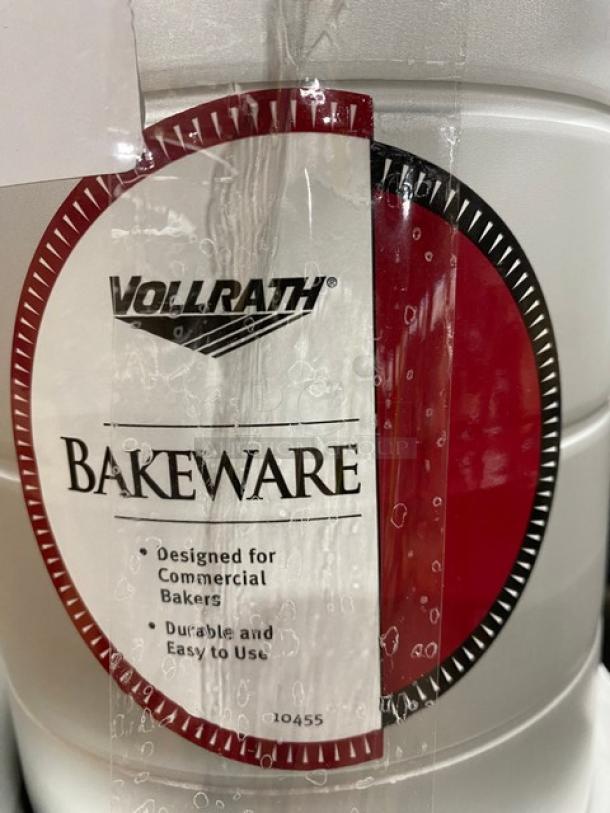 VOLLRATH®
BAKEWARE
• Designed for
Commercial
Bakers
• Durable and
Easy to Use
10455